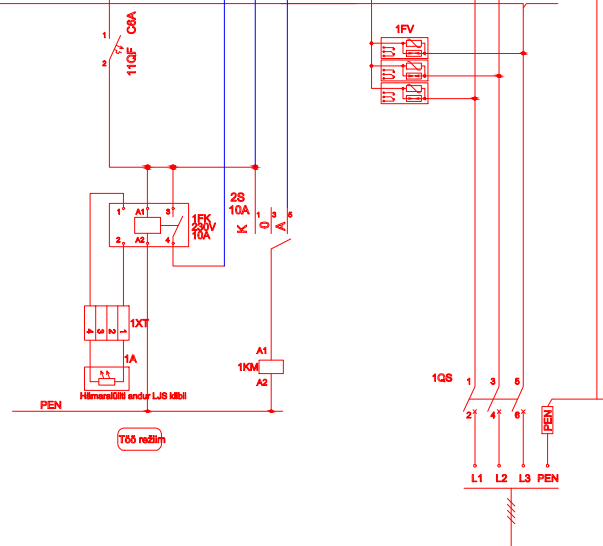 C6A
1
11QF
2
1FV
2S
10A
1 3 5
K 0 A
1 A1 3
1FK
230V
10A
2 A2 4
4 3 2 1
1XT
1A
Hämaralüliti andur LJS kilbil
PEN
A1
1KM
A2
Töö režiim
1QS
1 3 5
2 4 6
PEN
L1 L2 L3 PEN